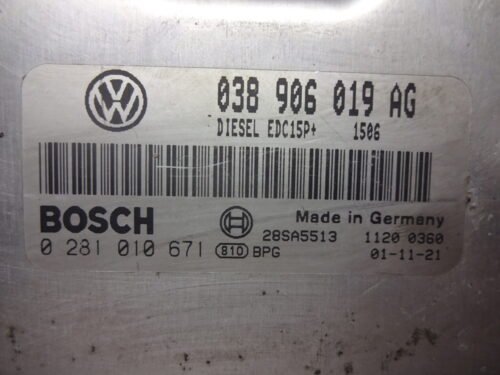 038 906 019 AG
DIESEL EDC15P+ 1506
BOSCH
Made in Germany
28SA5513 1120 0360
0 281 010 671 810 BPG 01-11-21